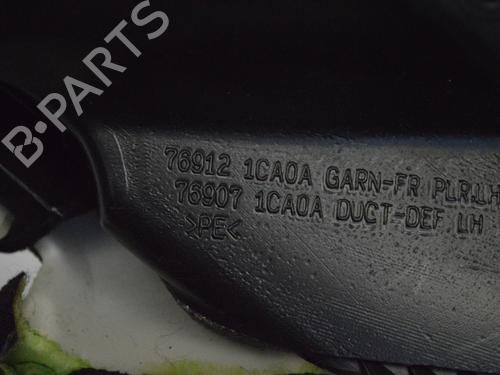 B-PARTS
76912 1CA0A GARN-FR PLR,LH
76907 1CA0A DUCT-DEF LH
>PE<